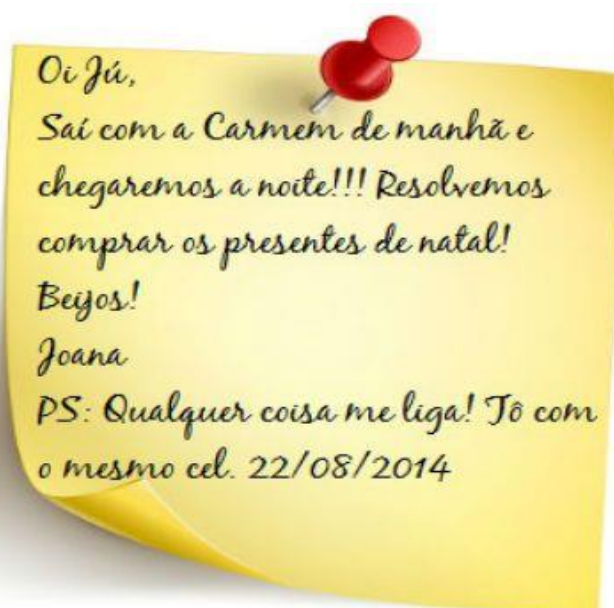 Oi Jú,
Saí com a Carmem de manhã e
chegaremos a noite!!! Resolvemos
comprar os presentes de natal!
Beijos!
Joana
PS: Qualquer coisa me liga! Tô com
o mesmo cel. 22/08/2014